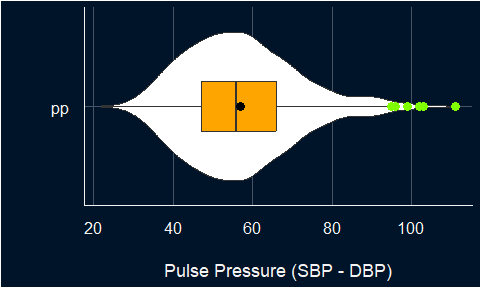 pp
20 40 60 80 100
Pulse Pressure (SBP - DBP)